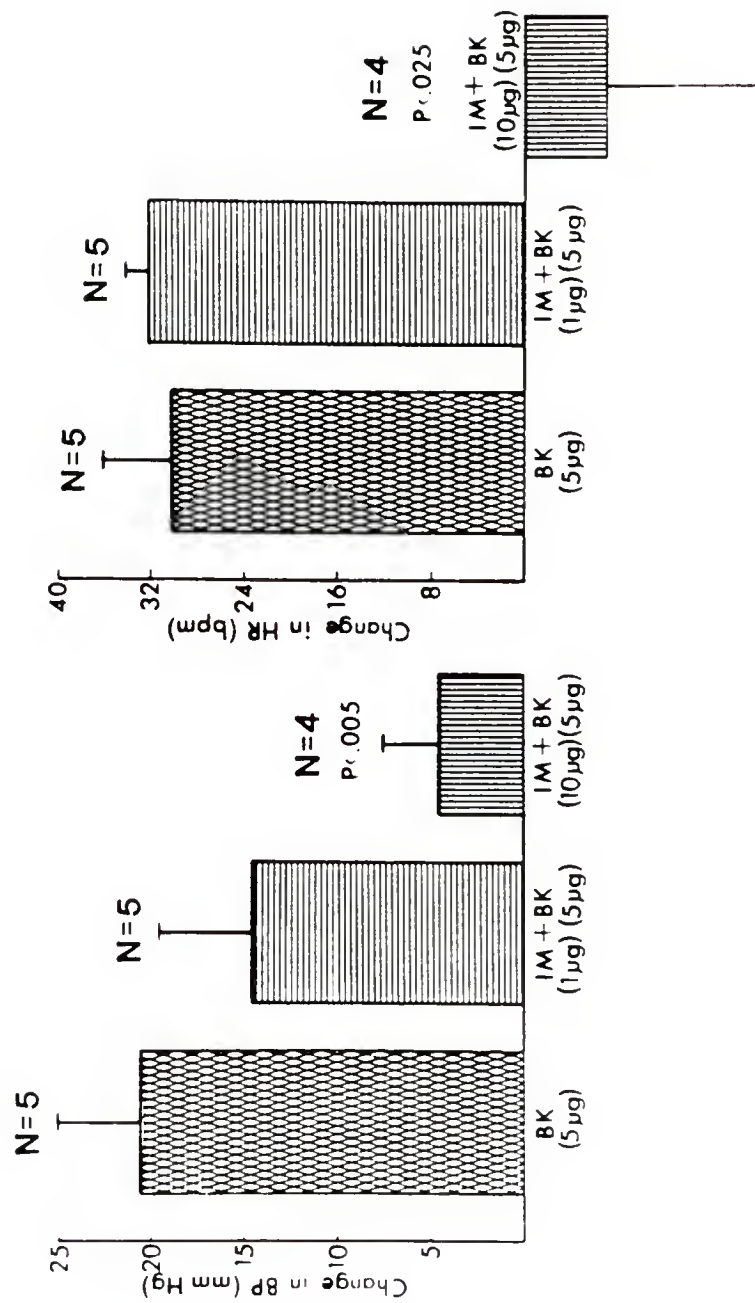 Change in BP (mm Hg)
25
20
15
10
5
N=5
BK
(5μg)
N=5
IM + BK
(1μg) (5μg)
N=4
P<.005
IM + BK
(10μg) (5μg)
Change in HR (bpm)
40
32
24
16
8
N=5
BK
(5μg)
N=5
IM + BK
(1μg) (5μg)
N=4
P<.025
IM + BK
(10μg) (5μg)